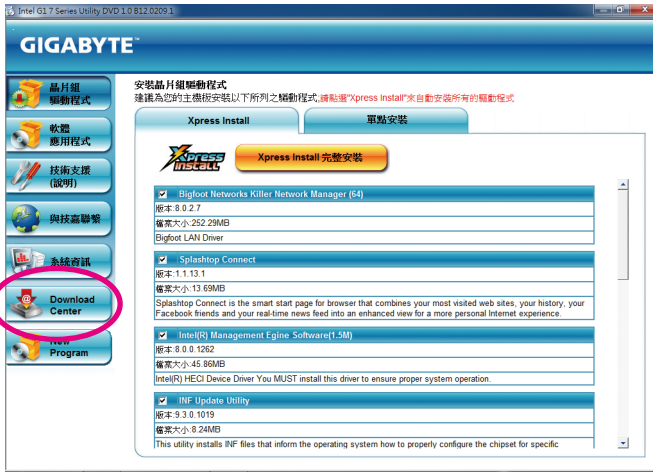 Intel G1 7 Series Utility DVD 1.0 B12.0209.1
GIGABYTE™
晶片組
驅動程式
軟體
應用程式
技術支援
(說明)
與技嘉聯繫
系統資訊
Download
Center
New
Program
安裝晶片組驅動程式
建議為您的主機板安裝以下所列之驅動程式;請點選"Xpress Install"來自動安裝所有的驅動程式
Xpress Install
單點安裝
Xpress
INSTALL
Xpress Install 完整安裝
Bigfoot Networks Killer Network Manager (64)
版本:8.0.2.7
檔案大小:252.29MB
Bigfoot LAN Driver
Splashtop Connect
版本:1.1.13.1
檔案大小:13.69MB
Splashtop Connect is the smart start page for browser that combines your most visited web sites, your history, your
Facebook friends and your real-time news feed into an enhanced view for a more personal Internet experience.
Intel(R) Management Egine Software(1.5M)
版本:8.0.0.1262
檔案大小:45.86MB
Intel(R) HECI Device Driver You MUST install this driver to ensure proper system operation.
INF Update Utility
版本:9.3.0.1019
檔案大小:8.24MB
This utility installs INF files that inform the operating system how to properly configure the chipset for specific